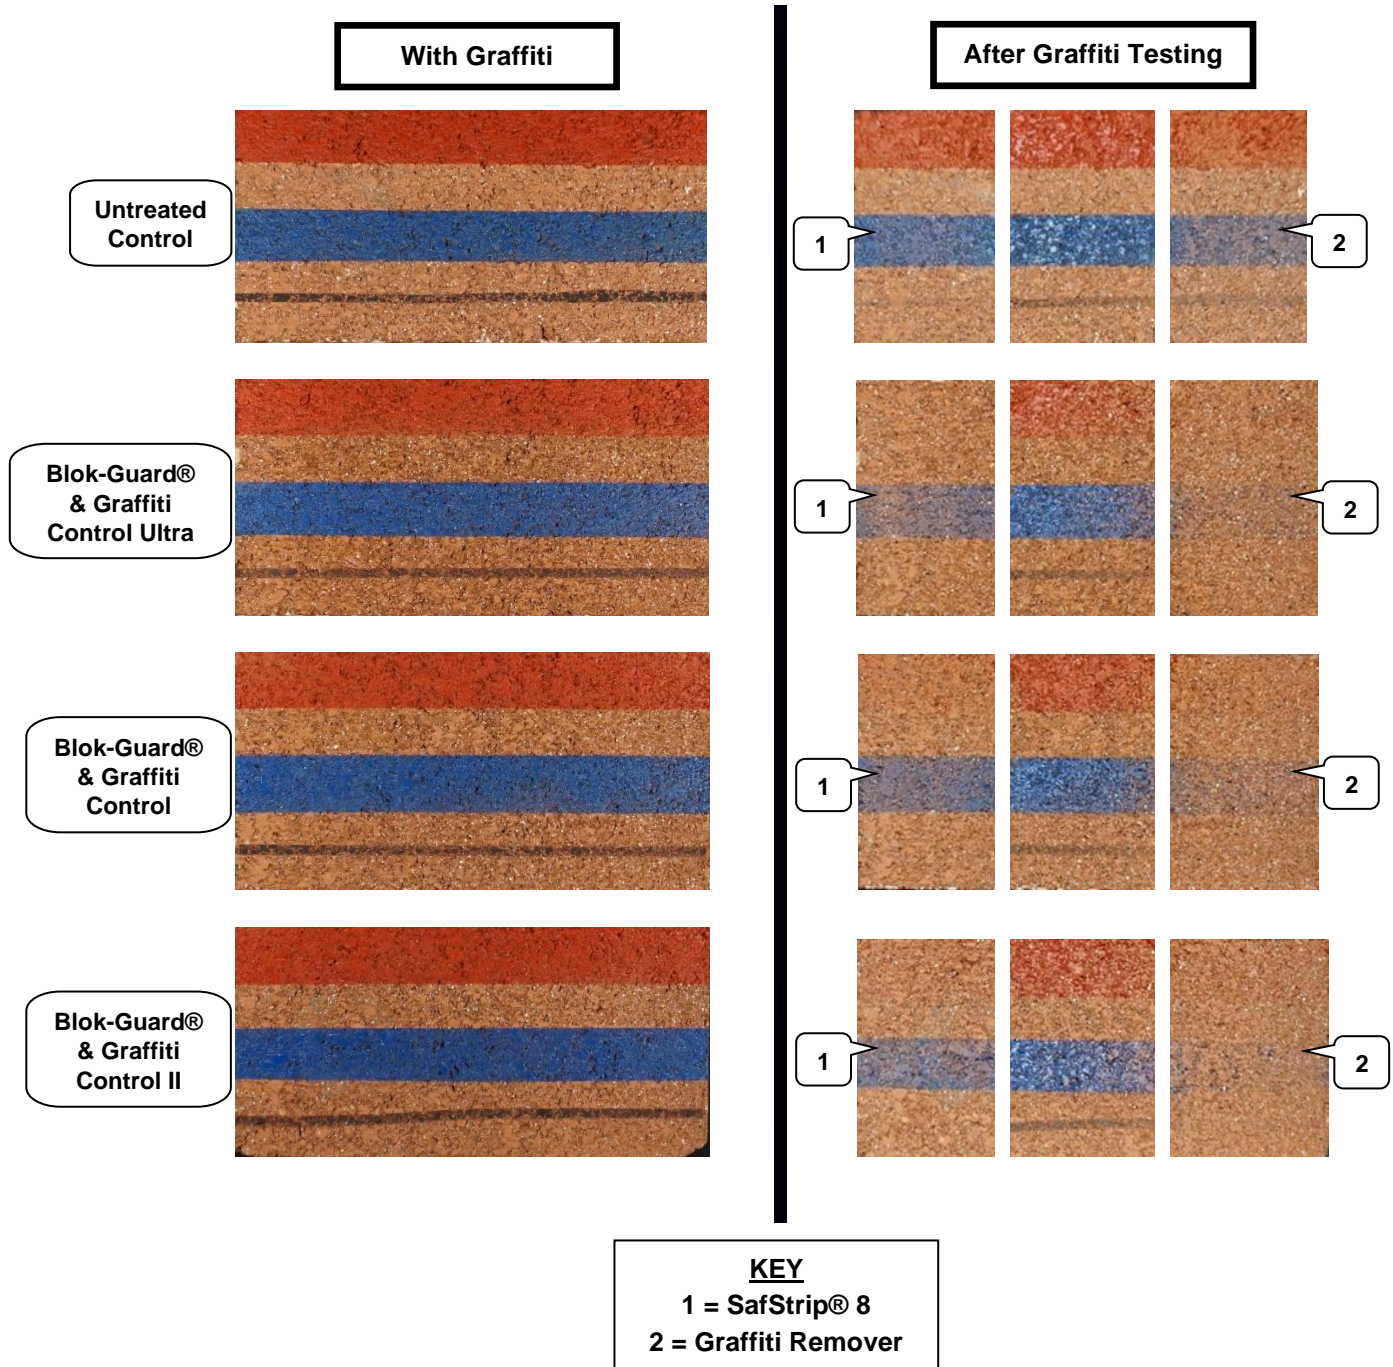 With Graffiti
After Graffiti Testing
Untreated
Control
1
2
Blok-Guard®
& Graffiti
Control Ultra
1
2
Blok-Guard®
& Graffiti
Control
1
2
Blok-Guard®
& Graffiti
Control II
1
2
KEY
1 = SafStrip® 8
2 = Graffiti Remover